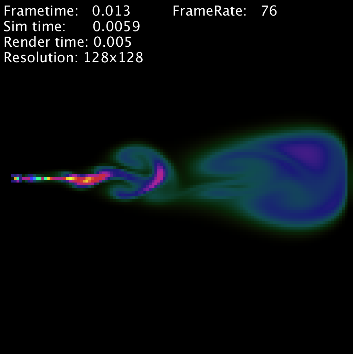 Frametime: 0.013 FrameRate: 76
Sim time: 0.0059
Render time: 0.005
Resolution: 128x128